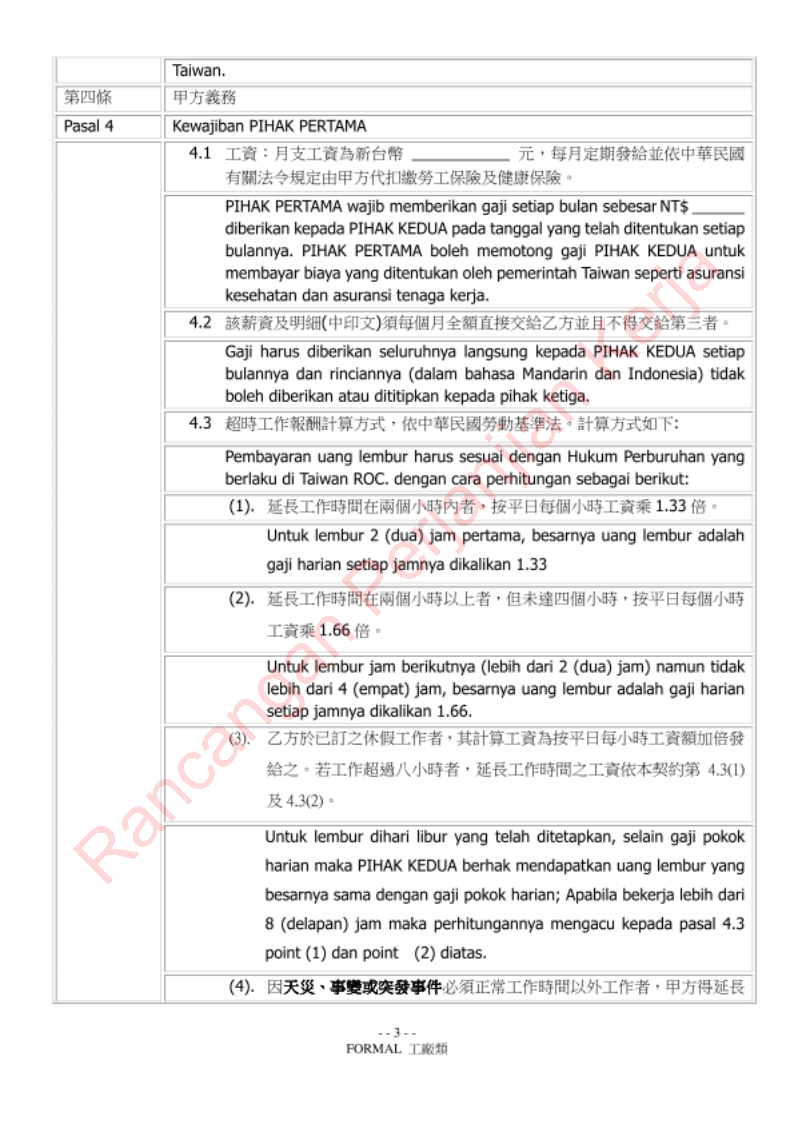 Taiwan.
第四條 甲方義務
Pasal 4 Kewajiban PIHAK PERTAMA
4.1 工資：月支工資為新台幣 ____________ 元，每月定期發給並依中華民國
有關法令規定由甲方代扣繳勞工保險及健康保險。
PIHAK PERTAMA wajib memberikan gaji setiap bulan sebesar NT$ ______
diberikan kepada PIHAK KEDUA pada tanggal yang telah ditentukan setiap
bulannya. PIHAK PERTAMA boleh memotong gaji PIHAK KEDUA untuk
membayar biaya yang ditentukan oleh pemerintah Taiwan seperti asuransi
kesehatan dan asuransi tenaga kerja.
4.2 該薪資及明細(中印文)須每個月全額直接交給乙方並且不得交給第三者。
Gaji harus diberikan seluruhnya langsung kepada PIHAK KEDUA setiap
bulannya dan rinciannya (dalam bahasa Mandarin dan Indonesia) tidak
boleh diberikan atau dititipkan kepada pihak ketiga.
4.3 超時工作報酬計算方式，依中華民國勞動基準法。計算方式如下:
Pembayaran uang lembur harus sesuai dengan Hukum Perburuhan yang
berlaku di Taiwan ROC. dengan cara perhitungan sebagai berikut:
(1). 延長工作時間在兩個小時內者，按平日每個小時工資乘 1.33 倍。
Untuk lembur 2 (dua) jam pertama, besarnya uang lembur adalah
gaji harian setiap jamnya dikalikan 1.33
(2). 延長工作時間在兩個小時以上者，但未達四個小時，按平日每個小時
工資乘 1.66 倍。
Untuk lembur jam berikutnya (lebih dari 2 (dua) jam) namun tidak
lebih dari 4 (empat) jam, besarnya uang lembur adalah gaji harian
setiap jamnya dikalikan 1.66.
(3). 乙方於已訂之休假工作者，其計算工資為按平日每小時工資額加倍發
給之。若工作超過八小時者，延長工作時間之工資依本契約第 4.3(1)
及 4.3(2)。
Untuk lembur dihari libur yang telah ditetapkan, selain gaji pokok
harian maka PIHAK KEDUA berhak mendapatkan uang lembur yang
besarnya sama dengan gaji pokok harian; Apabila bekerja lebih dari
8 (delapan) jam maka perhitungannya mengacu kepada pasal 4.3
point (1) dan point (2) diatas.
(4). 因天災、事變或突發事件必須正常工作時間以外工作者，甲方得延長
Rancangan Perjanjian Kerja
- - 3 - -
FORMAL 工廠類